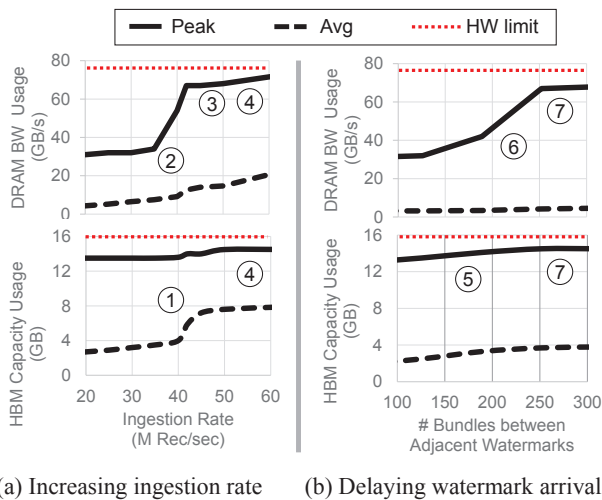 Peak Avg HW limit
DRAM BW Usage
(GB/s)
80
60
40
20
0
② ③ ④
DRAM BW Usage
(GB/s)
80
60
40
20
0
⑥ ⑦
HBM Capacity Usage
(GB)
16
12
8
4
0
① ④
20 30 40 50 60
Ingestion Rate
(M Rec/sec)
HBM Capacity Usage
(GB)
16
12
8
4
0
⑤ ⑦
100 150 200 250 300
# Bundles between
Adjacent Watermarks
(a) Increasing ingestion rate (b) Delaying watermark arrival